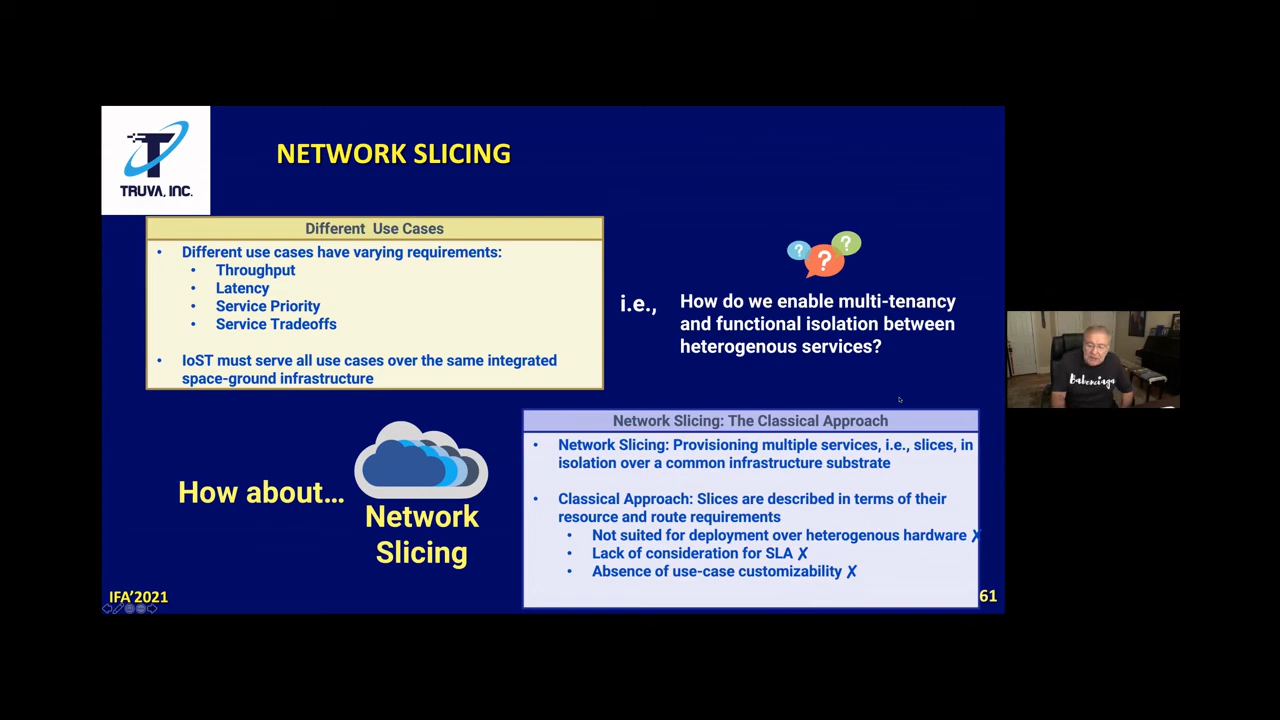 TRUVA, INC.
NETWORK SLICING
Different Use Cases
• Different use cases have varying requirements:
• Throughput
• Latency
• Service Priority
• Service Tradeoffs
• IoST must serve all use cases over the same integrated
space-ground infrastructure
? ? ?
i.e.,
How do we enable multi-tenancy
and functional isolation between
heterogenous services?
How about...
Network
Slicing
Network Slicing: The Classical Approach
• Network Slicing: Provisioning multiple services, i.e., slices, in
isolation over a common infrastructure substrate
• Classical Approach: Slices are described in terms of their
resource and route requirements
• Not suited for deployment over heterogenous hardware ✗
• Lack of consideration for SLA ✗
• Absence of use-case customizability ✗
IFA'2021
61